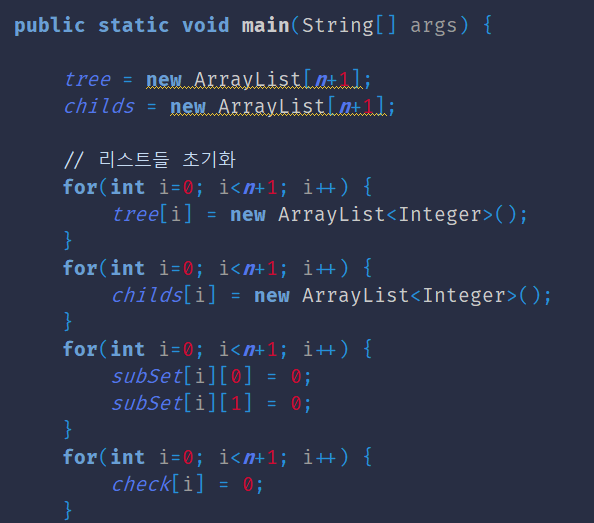 public static void main(String[] args) {
tree = new ArrayList[n+1];
childs = new ArrayList[n+1];
// 리스트들 초기화
for(int i=0; i<n+1; i++) {
tree[i] = new ArrayList<Integer>();
}
for(int i=0; i<n+1; i++) {
childs[i] = new ArrayList<Integer>();
}
for(int i=0; i<n+1; i++) {
subSet[i][0] = 0;
subSet[i][1] = 0;
}
for(int i=0; i<n+1; i++) {
check[i] = 0;
}